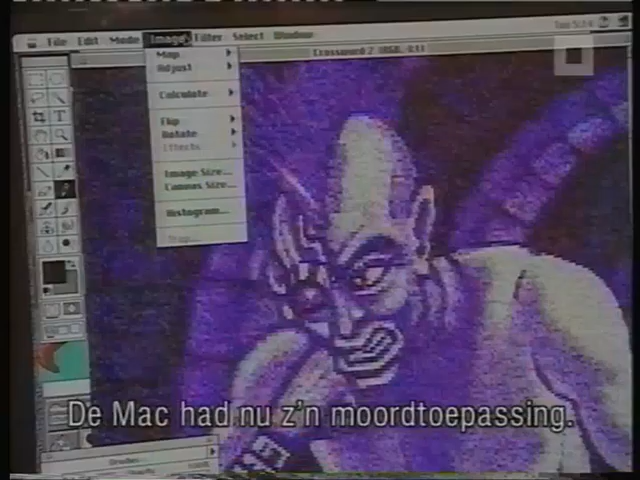 File Edit Mode Image Filter Select Window
Map
Adjust
Calculate
Flip
Rotate
Effects
Image Size...
Canvas Size...
Histogram...
De Mac had nu z'n moordtoepassing.